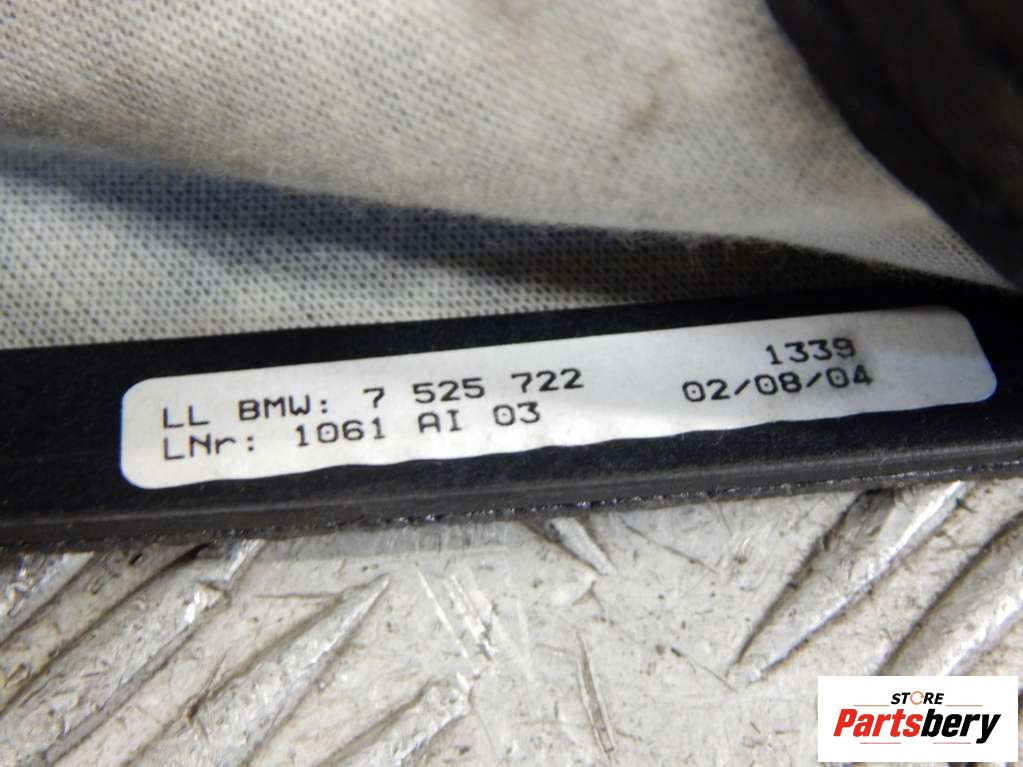 LL BMW: 7 525 722 1339
LNr: 1061 AI 03 02/08/04
STORE
Partsbery